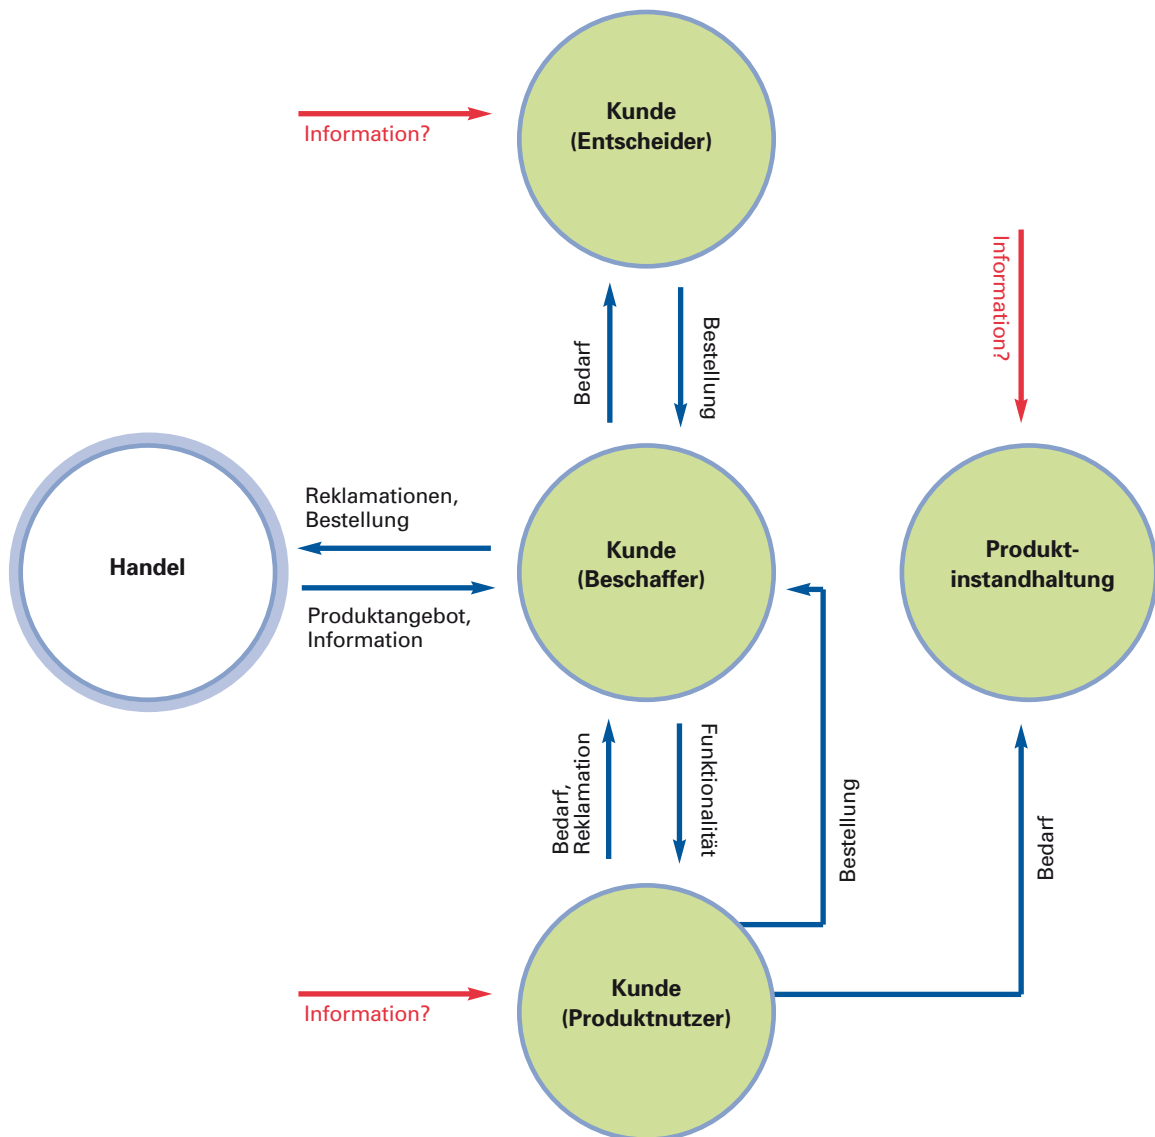 Kunde
(Entscheider)
Information?
Information?
Bedarf
Bestellung
Handel
Reklamationen,
Bestellung
Produktangebot,
Information
Kunde
(Beschaffer)
Produkt-
instandhaltung
Bedarf,
Reklamation
Funktionalität
Bestellung
Bedarf
Kunde
(Produktnutzer)
Information?